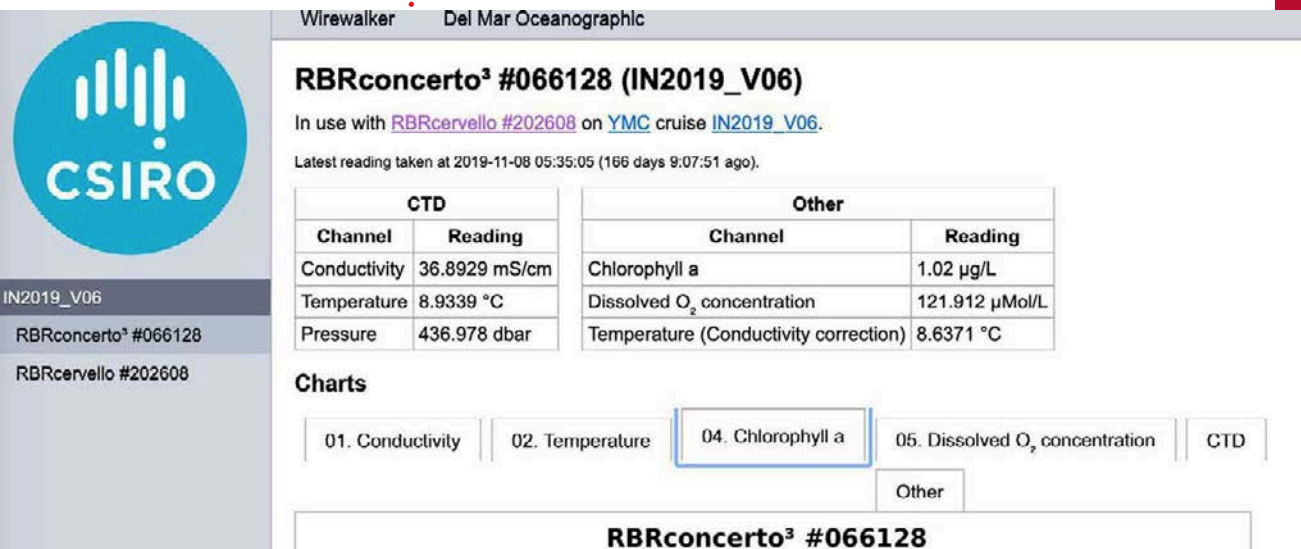 Wirewalker Del Mar Oceanographic
CSIRO
IN2019_V06
RBRconcerto³ #066128
RBRcervello #202608
RBRconcerto³ #066128 (IN2019_V06)
In use with RBRcervello #202608 on YMC cruise IN2019_V06.
Latest reading taken at 2019-11-08 05:35:05 (166 days 9:07:51 ago).
CTD
Channel Reading
Conductivity 36.8929 mS/cm
Temperature 8.9339 °C
Pressure 436.978 dbar
Other
Channel Reading
Chlorophyll a 1.02 µg/L
Dissolved O₂ concentration 121.912 µMol/L
Temperature (Conductivity correction) 8.6371 °C
Charts
01. Conductivity 02. Temperature 04. Chlorophyll a 05. Dissolved O₂ concentration CTD
Other
RBRconcerto³ #066128